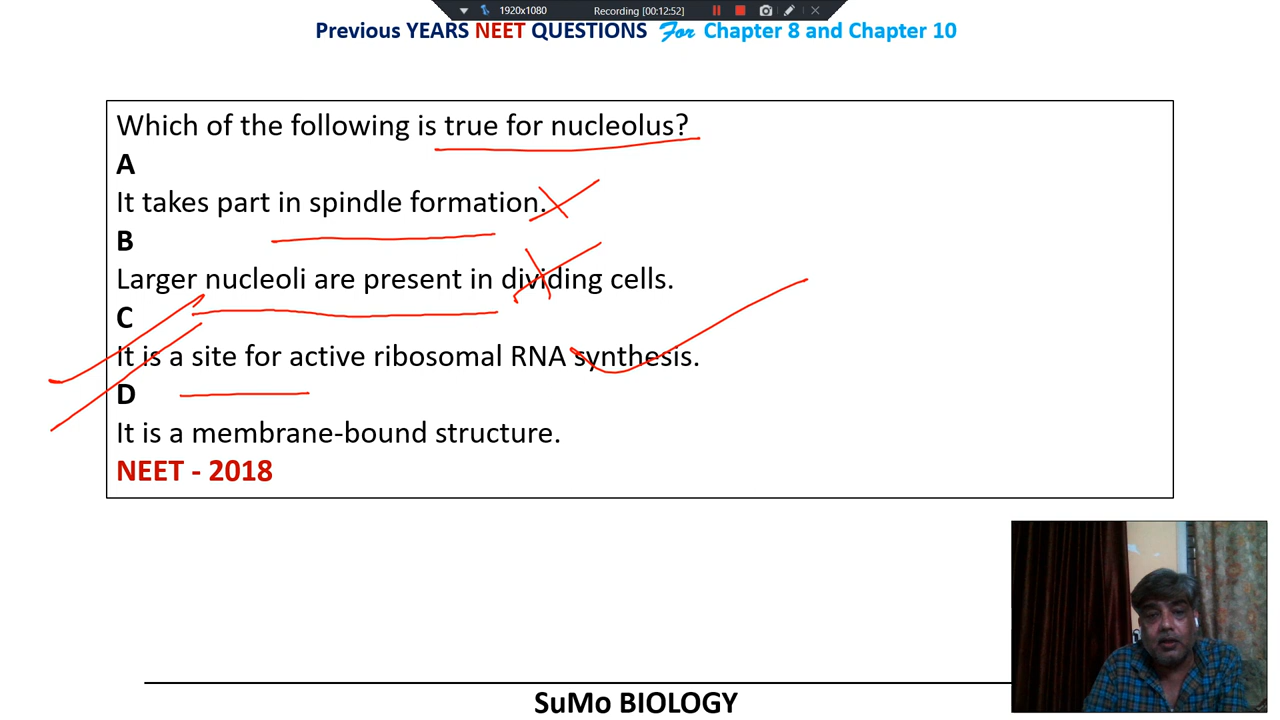 1920x1080
Recording [00:12:52]
Previous YEARS NEET QUESTIONS For Chapter 8 and Chapter 10
Which of the following is true for nucleolus?
A
It takes part in spindle formation.
B
Larger nucleoli are present in dividing cells.
C
It is a site for active ribosomal RNA synthesis.
D
It is a membrane-bound structure.
NEET - 2018
SuMo BIOLOGY